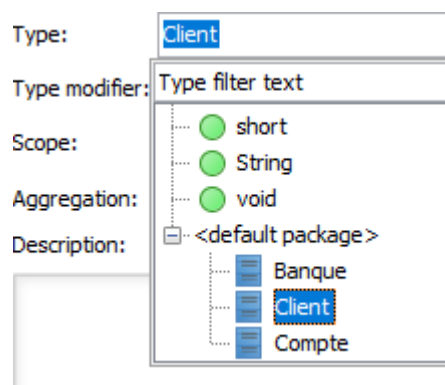 Type: Client
Type modifier: Type filter text
short
Scope:
String
Aggregation: void
<default package>
Description:
Banque
Client
Compte